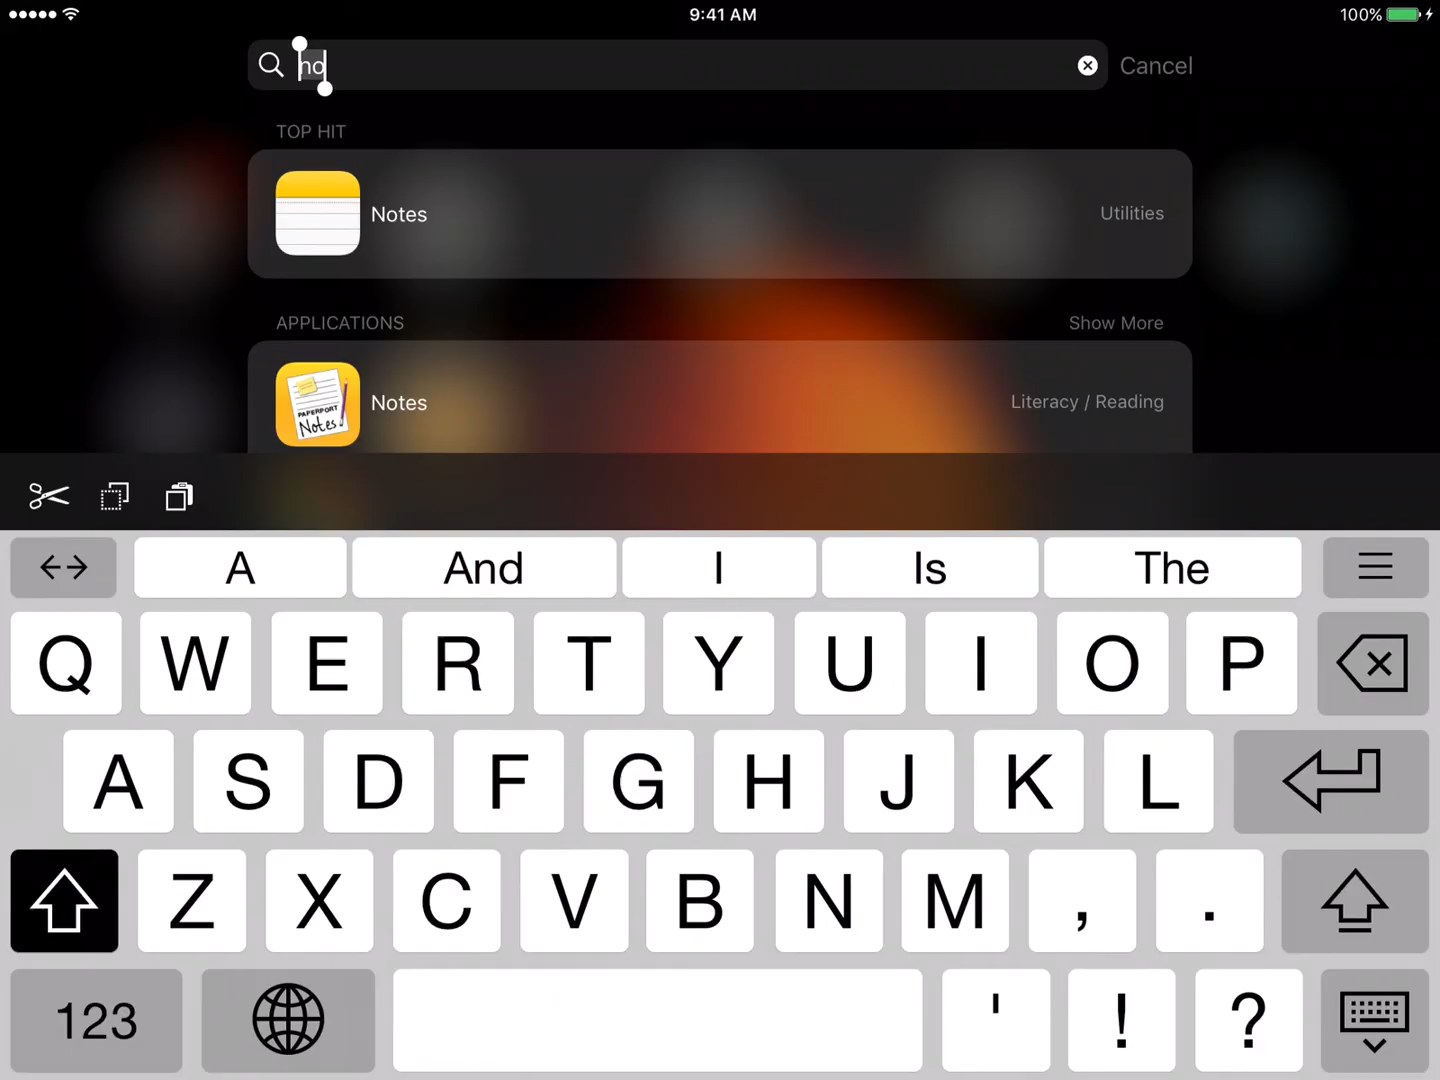 9:41 AM
100%
no
Cancel
TOP HIT
Notes
Utilities
APPLICATIONS
Show More
PAPERPORT
Notes
Notes
Literacy / Reading
A
And
I
Is
The
Q W E R T Y U I O P
A S D F G H J K L
Z X C V B N M , .
123
' ! ?